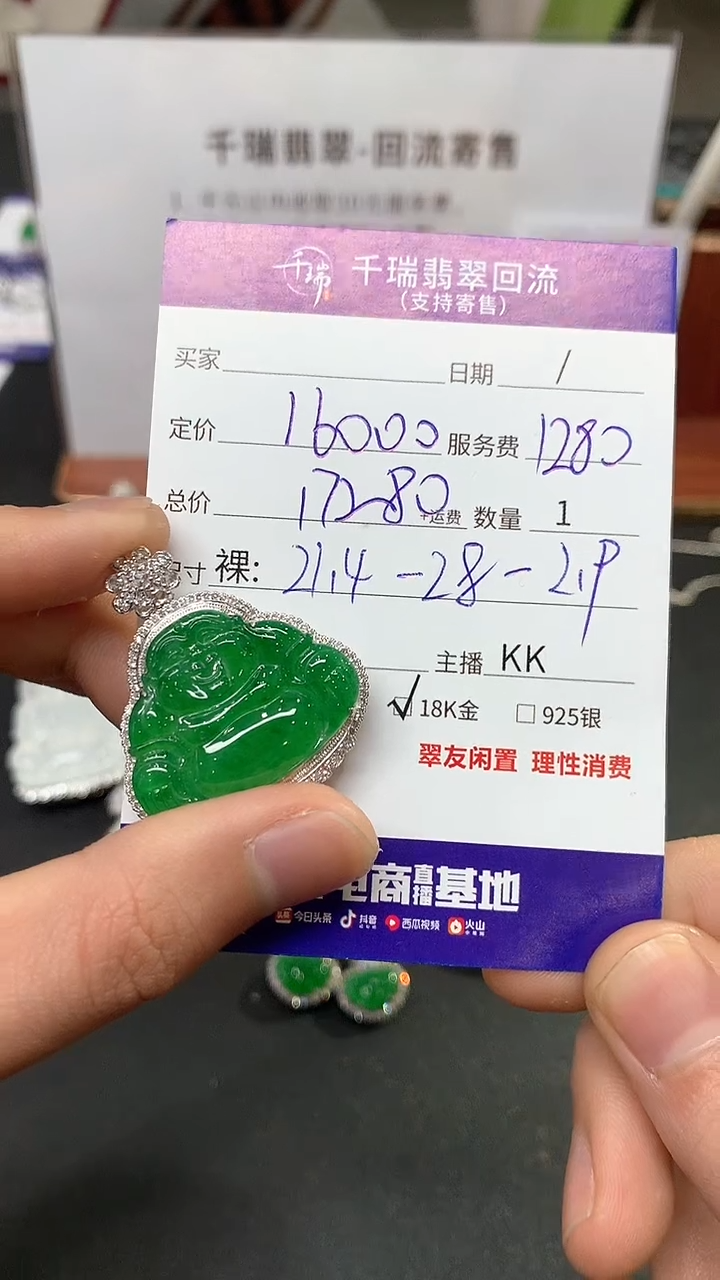 千瑞翡翠·回流寄售
千瑞 千瑞翡翠回流
(支持寄售)
买家 日期 /
定价 16000 服务费 1280
总价 17280 +运费 数量 1
寸 裸: 21.4-28-2.9
主播 KK
✓ 18K金 □ 925银
翠友闲置 理性消费
电商直播基地
头条 今日头条 抖音 西瓜视频 火山